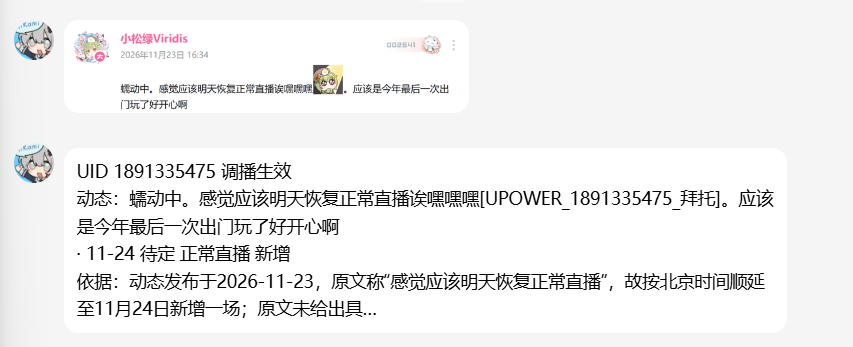 小松绿Viridis
002641
2026年11月23日 16:34
蠕动中。感觉应该明天恢复正常直播诶嘿嘿嘿。应该是今年最后一次出
门玩了好开心啊
UID 1891335475 调播生效
动态：蠕动中。感觉应该明天恢复正常直播诶嘿嘿嘿[UPOWER_1891335475_拜托]。应该
是今年最后一次出门玩了好开心啊
· 11-24 待定 正常直播 新增
依据：动态发布于2026-11-23，原文称“感觉应该明天恢复正常直播”，故按北京时间顺延
至11月24日新增一场；原文未给出具...